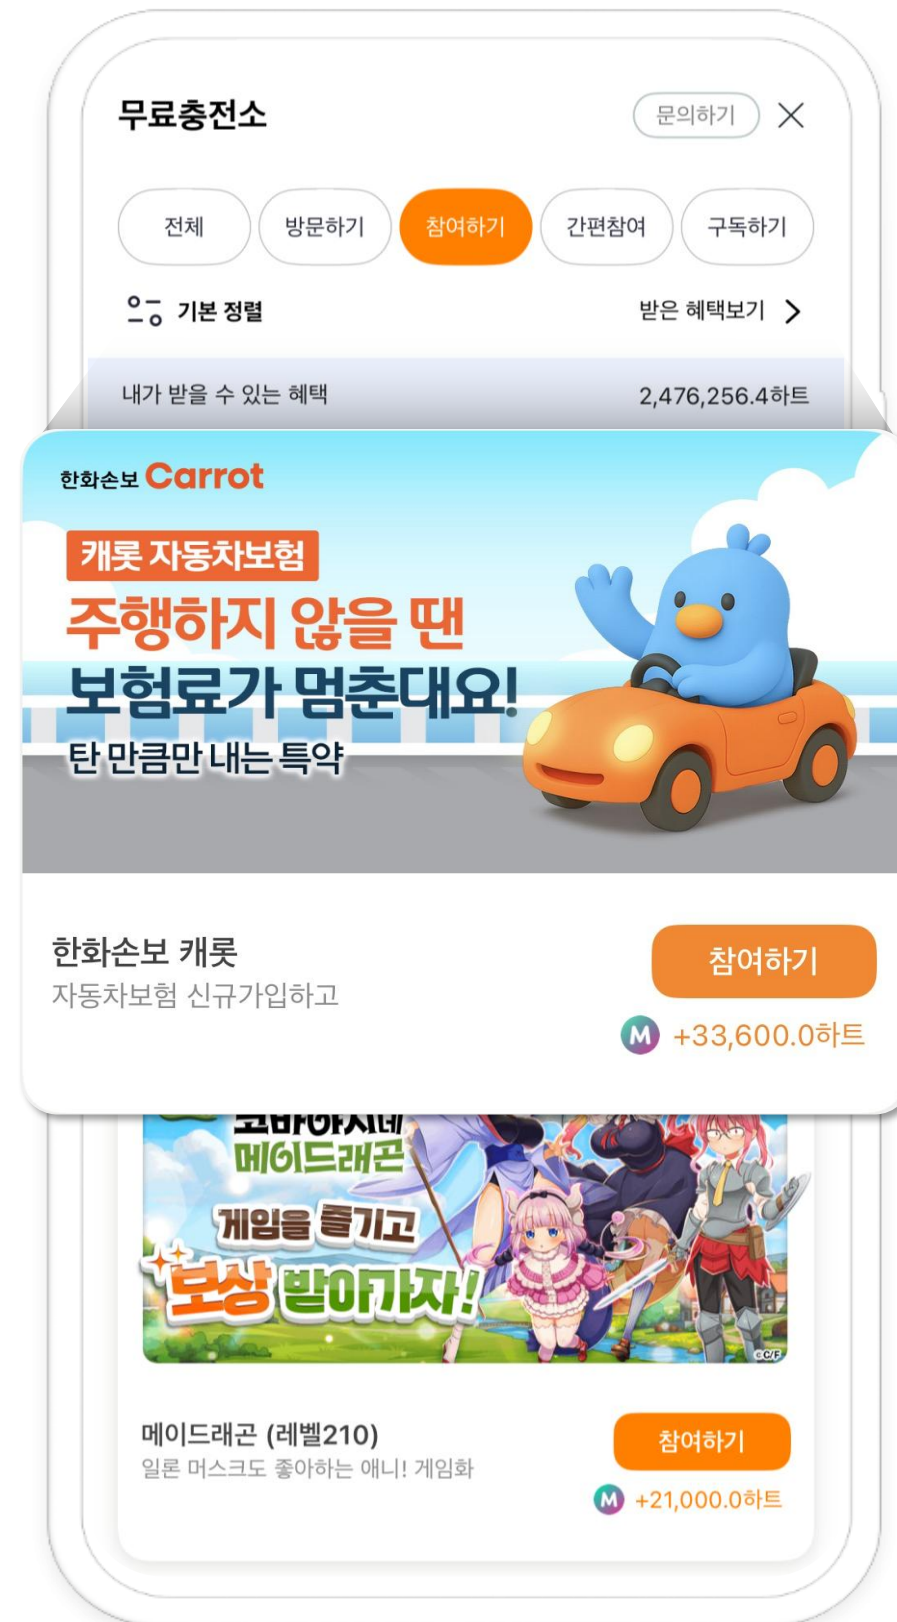 무료충전소
문의하기
전체
방문하기
참여하기
간편참여
구독하기
기본 정렬
받은 혜택보기
내가 받을 수 있는 혜택
2,476,256.4하트
한화손보 Carrot
캐롯 자동차보험
주행하지 않을 땐
보험료가 멈춘대요!
탄 만큼만 내는 특약
한화손보 캐롯
참여하기
자동차보험 신규가입하고
M +33,600.0하트
메이드래곤
게임을 즐기고
보상 받아가자!
©C/F
메이드래곤 (레벨210)
참여하기
일론 머스크도 좋아하는 애니! 게임화
M +21,000.0하트